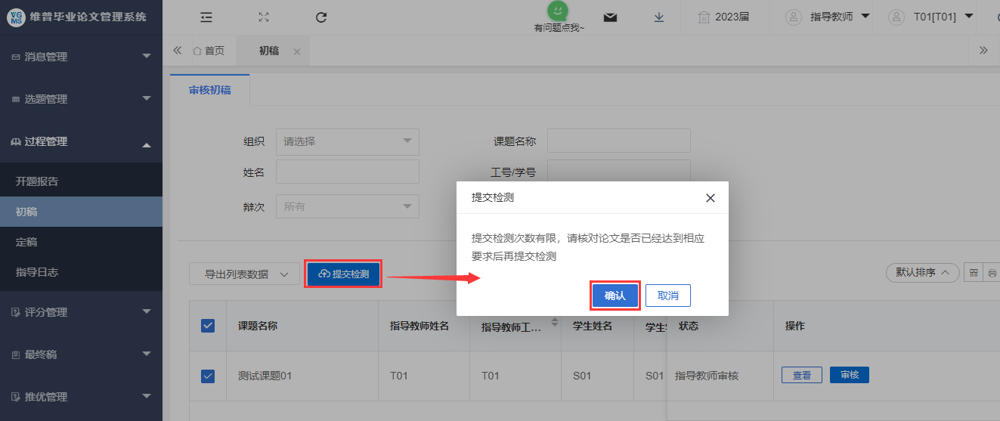 VG
MS
维普毕业论文管理系统
有问题点我~
2023届
指导教师
T01[T01]
消息管理
首页
初稿
选题管理
审核初稿
过程管理
组织
请选择
课题名称
姓名
工号/学号
开题报告
提交检测
初稿
辩次
所有
提交检测次数有限，请核对论文是否已经达到相应
要求后再提交检测
定稿
指导日志
导出列表数据
提交检测
默认排序
确认
取消
评分管理
课题名称
指导教师姓名
指导教师工...
学生姓名
状态
操作
最终稿
测试课题01
T01
T01
S01
S01
指导教师审核
查看
审核
推优管理